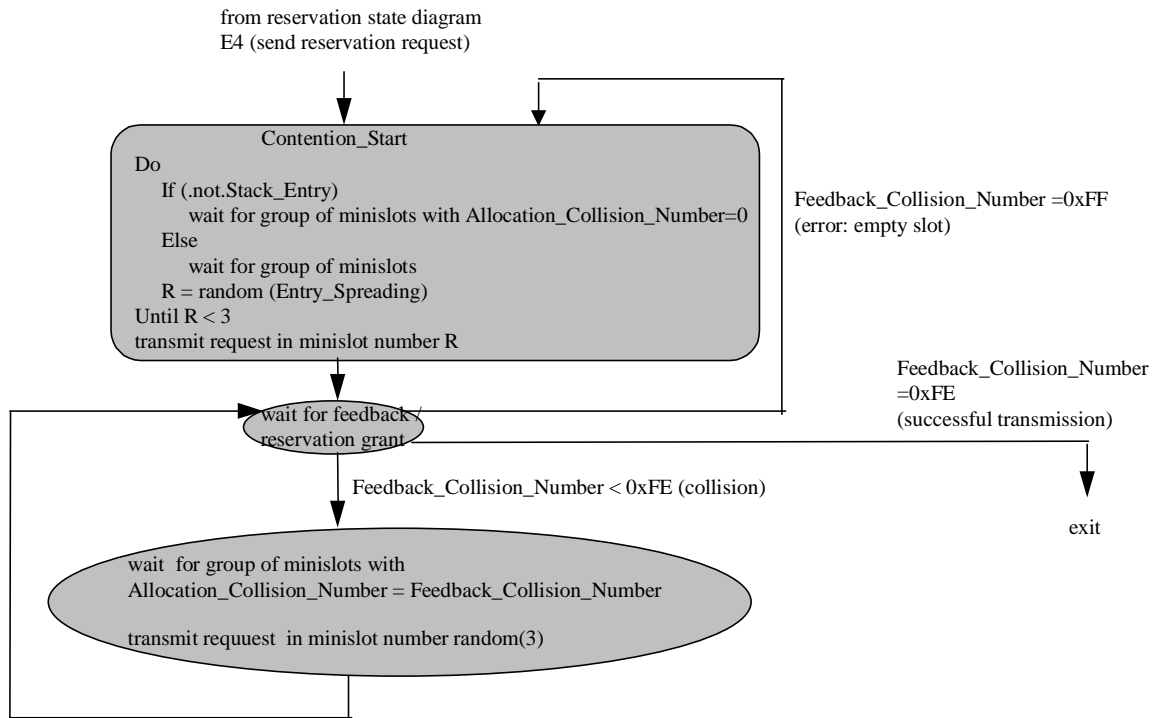 from reservation state diagram
E4 (send reservation request)
Contention_Start
Do
If (.not.Stack_Entry)
wait for group of minislots with Allocation_Collision_Number=0
Else
wait for group of minislots
R = random (Entry_Spreading)
Until R < 3
transmit request in minislot number R
Feedback_Collision_Number =0xFF
(error: empty slot)
wait for feedback /
reservation grant
Feedback_Collision_Number
=0xFE
(successful transmission)
Feedback_Collision_Number < 0xFE (collision)
exit
wait for group of minislots with
Allocation_Collision_Number = Feedback_Collision_Number
transmit requuest in minislot number random(3)